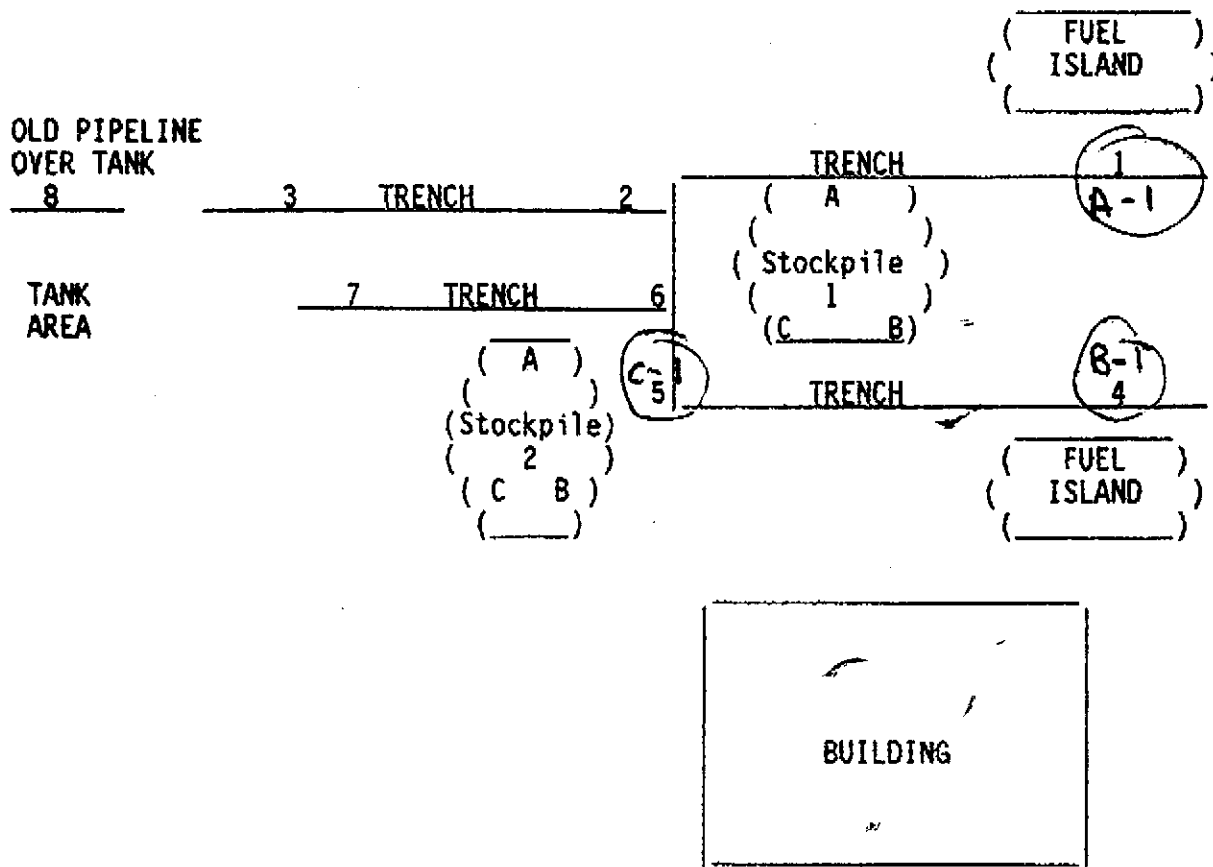 FUEL
ISLAND
OLD PIPELINE
OVER TANK
TRENCH 1
8 3 TRENCH 2
A A-1
Stockpile
1
TANK 7 TRENCH 6
AREA
C B
A C-1 B-1
5 TRENCH 4
Stockpile
2
C B
FUEL
ISLAND
BUILDING